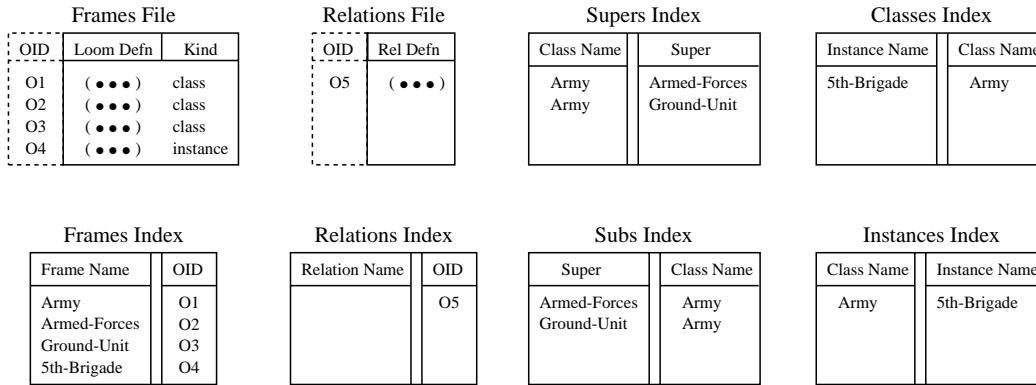 Frames File
OID Loom Defn Kind
O1 ( ● ● ● ) class
O2 ( ● ● ● ) class
O3 ( ● ● ● ) class
O4 ( ● ● ● ) instance
Relations File
OID Rel Defn
O5 ( ● ● ● )
Supers Index
Class Name Super
Army Armed-Forces
Army Ground-Unit
Classes Index
Instance Name Class Name
5th-Brigade Army
Frames Index
Frame Name OID
Army O1
Armed-Forces O2
Ground-Unit O3
5th-Brigade O4
Relations Index
Relation Name OID
O5
Subs Index
Super Class Name
Armed-Forces Army
Ground-Unit Army
Instances Index
Class Name Instance Name
Army 5th-Brigade